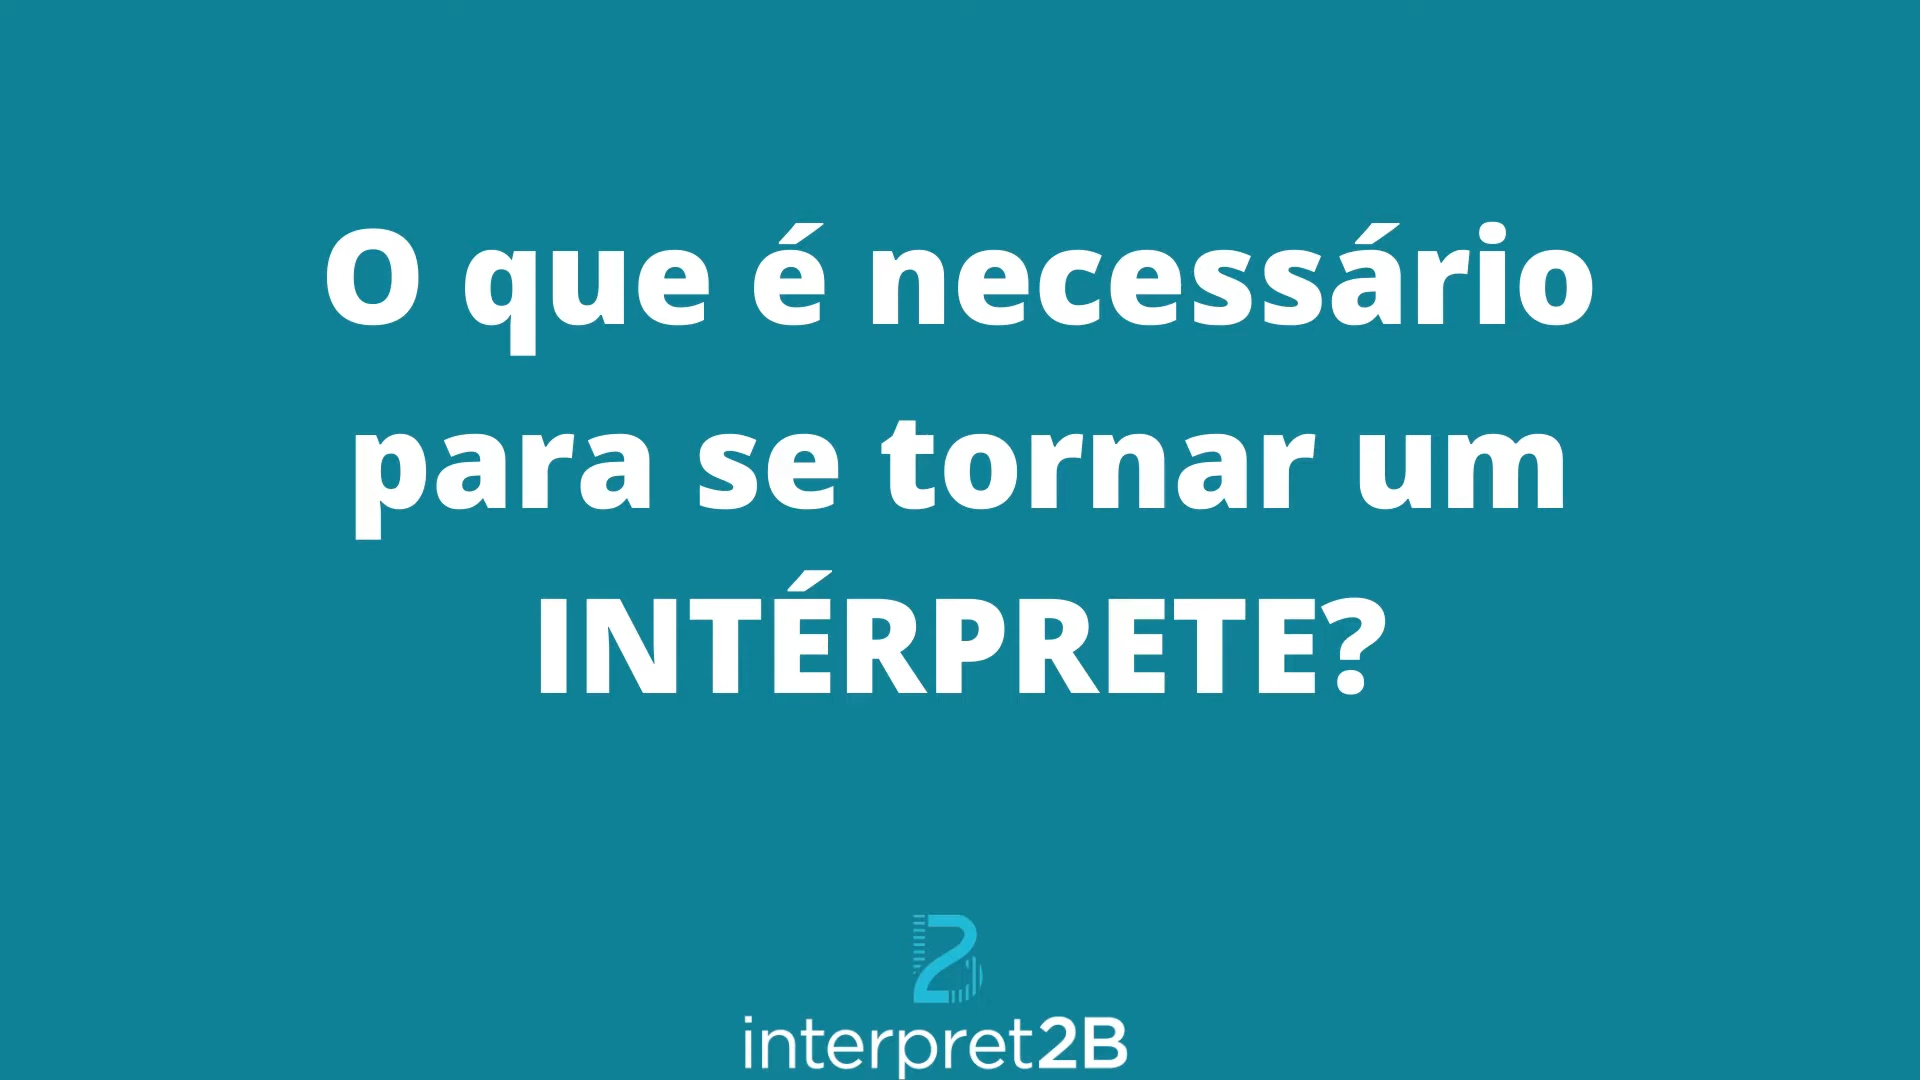 O que é necessário
para se tornar um
INTÉRPRETE?
interpret2B